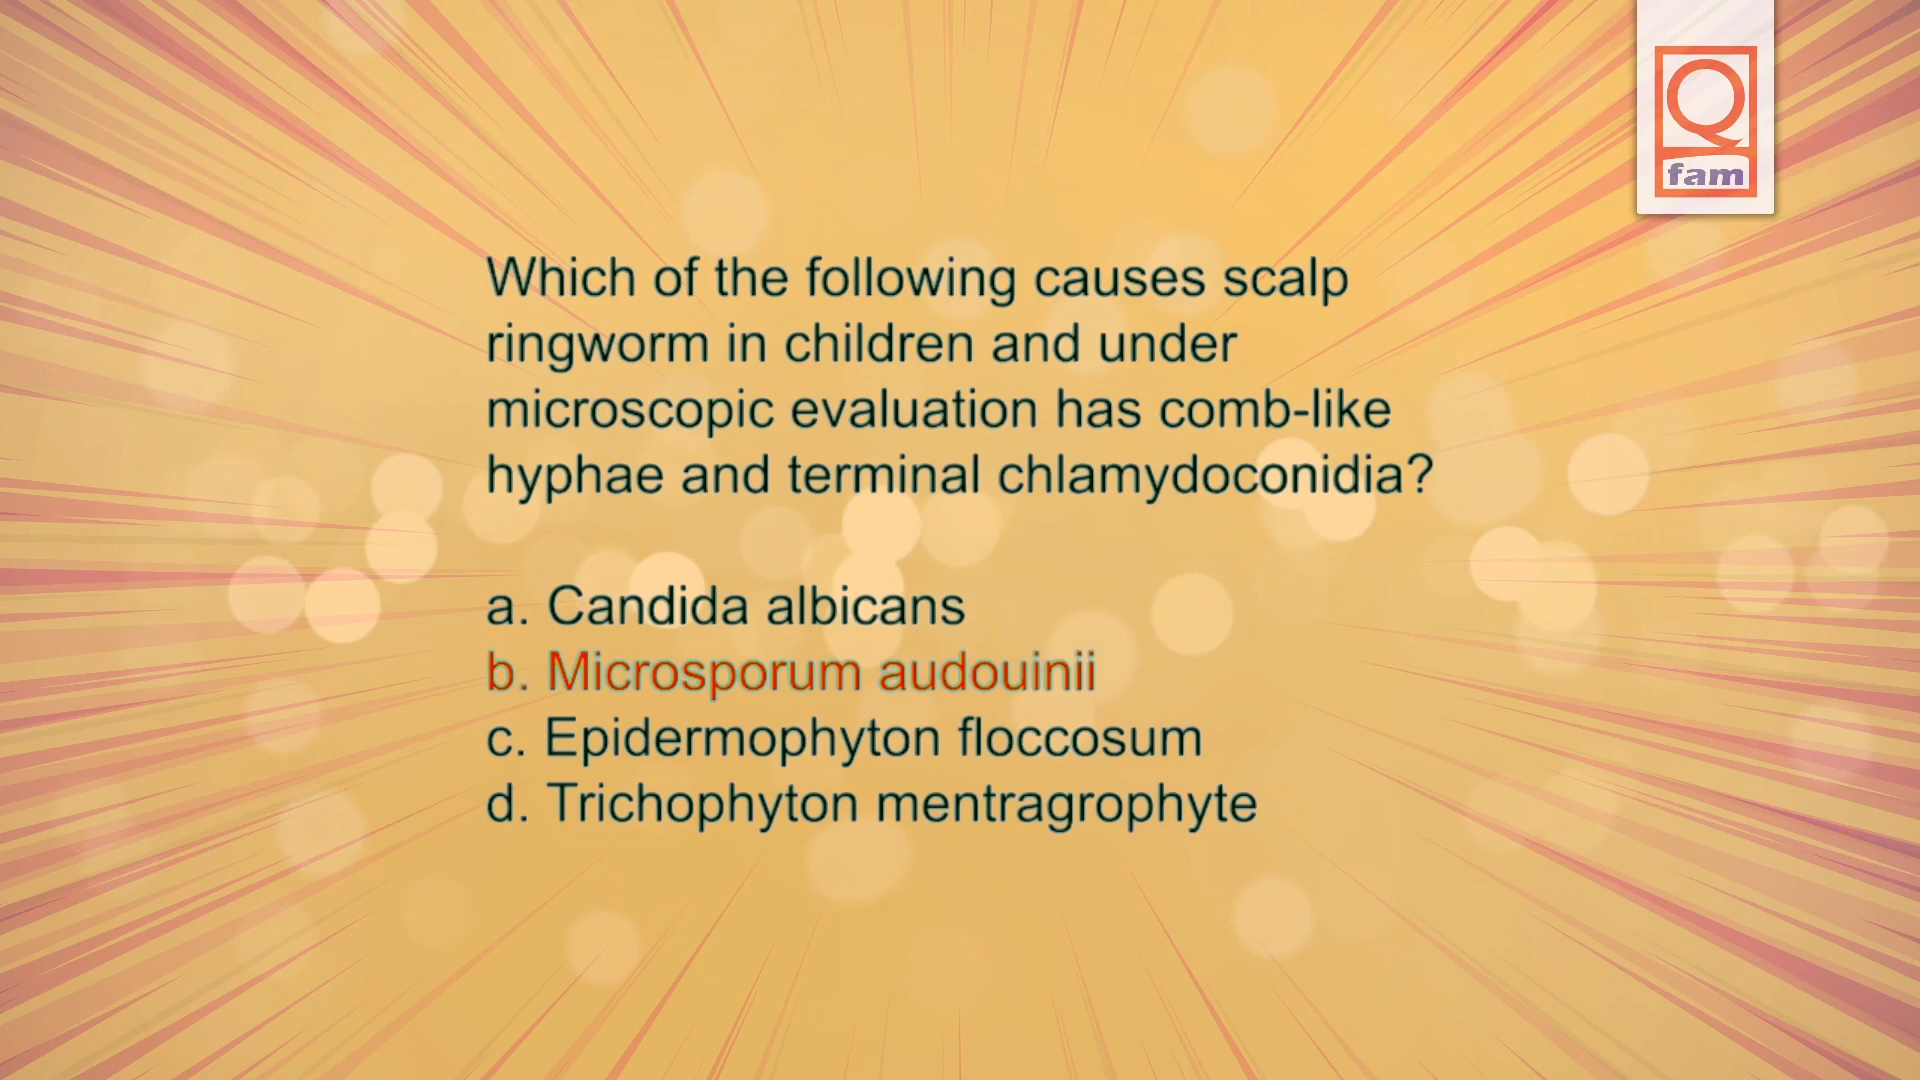 Q
fam
Which of the following causes scalp
ringworm in children and under
microscopic evaluation has comb-like
hyphae and terminal chlamydoconidia?
a. Candida albicans
b. Microsporum audouinii
c. Epidermophyton floccosum
d. Trichophyton mentragrophyte